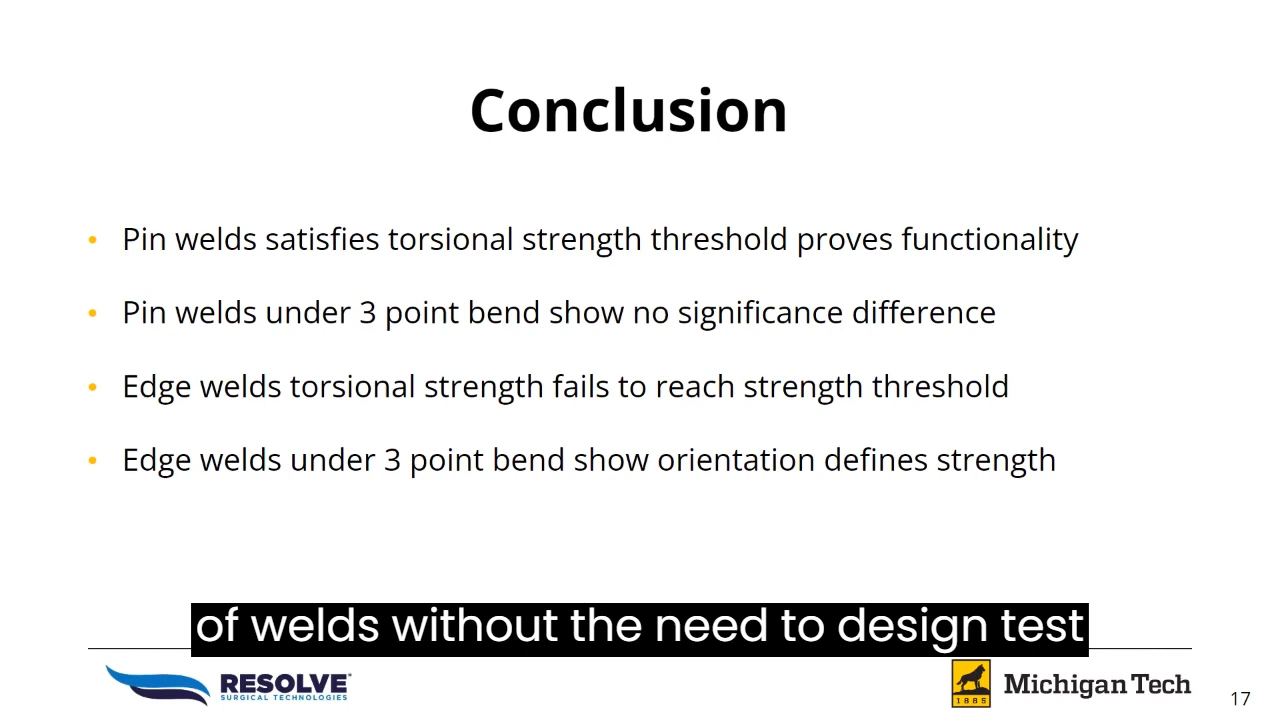 Conclusion
• Pin welds satisfies torsional strength threshold proves functionality
• Pin welds under 3 point bend show no significance difference
• Edge welds torsional strength fails to reach strength threshold
• Edge welds under 3 point bend show orientation defines strength
of welds without the need to design test
RESOLVE™
SURGICAL TECHNOLOGIES
1885
Michigan Tech
17